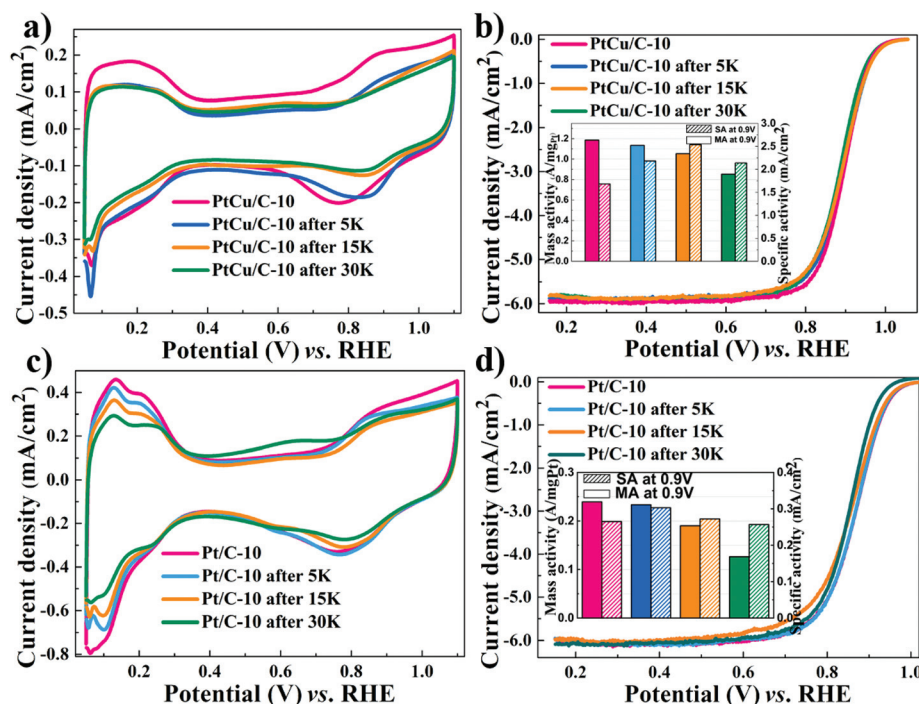 a)
0.2
0.1
0.0
-0.1
-0.2
-0.3
-0.4
-0.5
Current density (mA/cm²)
PtCu/C-10
PtCu/C-10 after 5K
PtCu/C-10 after 15K
PtCu/C-10 after 30K
0.2 0.4 0.6 0.8 1.0
Potential (V) vs. RHE
b)
0.0
-1.0
-2.0
-3.0
-4.0
-5.0
-6.0
Current density (mA/cm²)
PtCu/C-10
PtCu/C-10 after 5K
PtCu/C-10 after 15K
PtCu/C-10 after 30K
SA at 0.9V
MA at 0.9V
1.2
1.0
0.8
0.6
0.4
0.2
0.0
Mass activity A/mgPt
3.0
2.5
2.0
1.5
1.0
0.5
0.0
Specific activity (mA/cm²)
0.2 0.4 0.6 0.8 1.0
Potential (V) vs. RHE
c)
0.4
0.2
0.0
-0.2
-0.4
-0.6
-0.8
Current density (mA/cm²)
Pt/C-10
Pt/C-10 after 5K
Pt/C-10 after 15K
Pt/C-10 after 30K
0.2 0.4 0.6 0.8 1.0
Potential (V) vs. RHE
d)
0.0
-1.0
-2.0
-3.0
-4.0
-5.0
-6.0
Current density (mA/cm²)
Pt/C-10
Pt/C-10 after 5K
Pt/C-10 after 15K
Pt/C-10 after 30K
SA at 0.9V
MA at 0.9V
0.3
0.2
0.1
0.0
Mass activity (A/mgPt)
0.4
0.3
0.2
0.1
0.0
Specific activity (mA/cm²)
0.2 0.4 0.6 0.8 1.0
Potential (V) vs. RHE